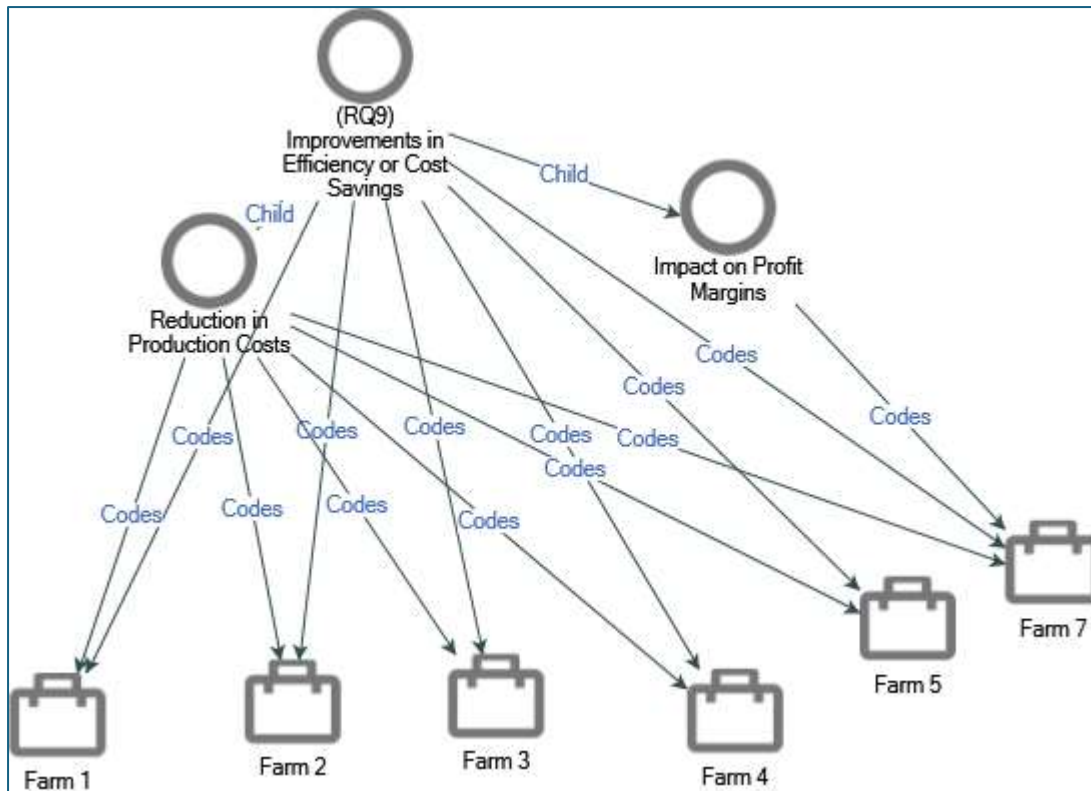 (RQ9)
Improvements in
Efficiency or Cost
Savings
Child
Child
Impact on Profit
Margins
Reduction in
Production Costs
Codes
Codes
Codes
Codes
Codes
Codes
Codes
Codes
Codes
Codes
Codes
Codes
Codes
Farm 7
Farm 5
Farm 3
Farm 2
Farm 4
Farm 1